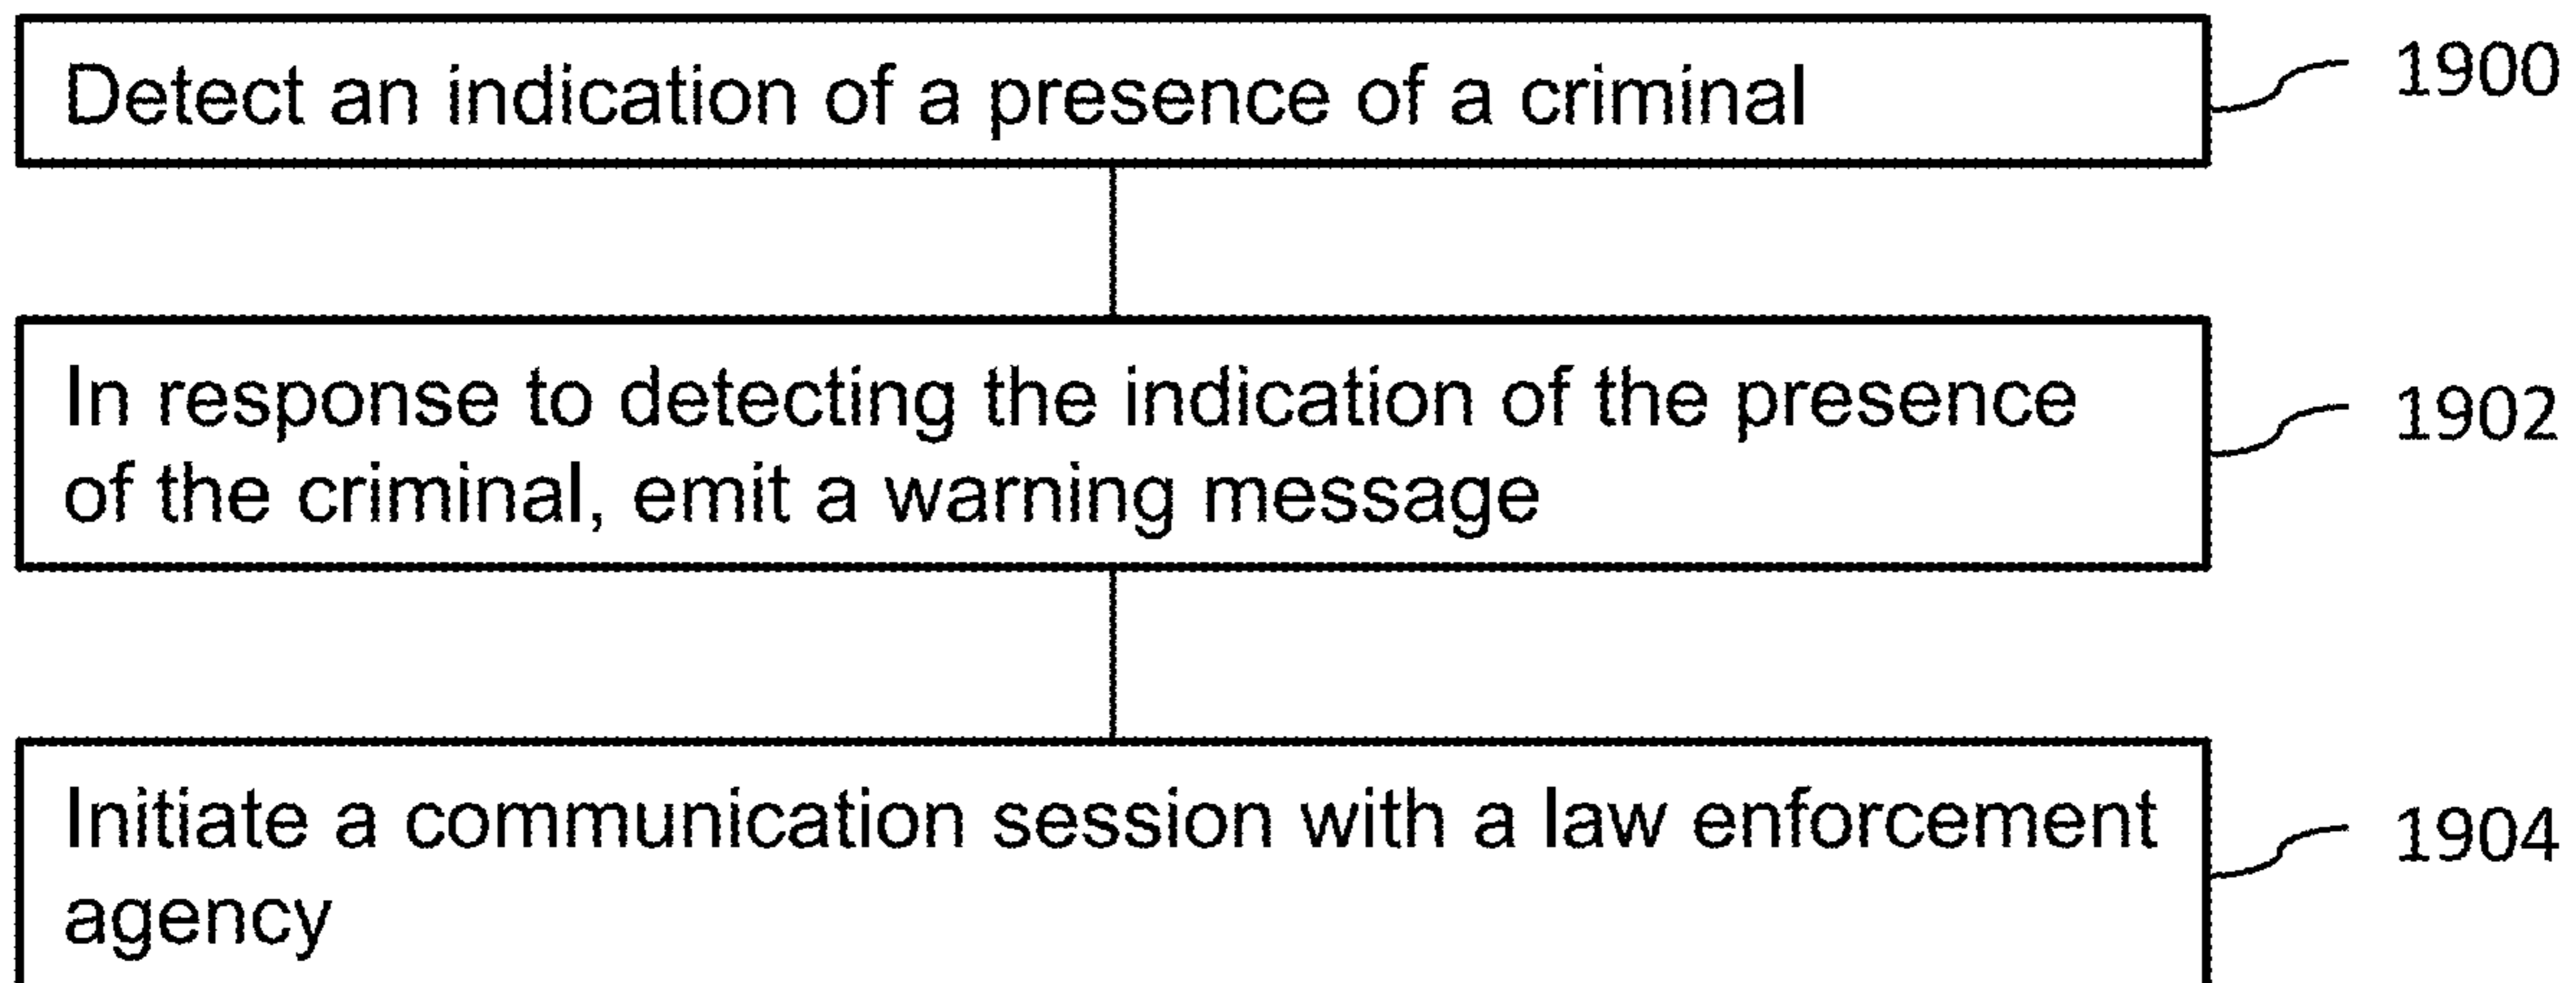 Detect an indication of a presence of a criminal
1900
In response to detecting the indication of the presence
of the criminal, emit a warning message
1902
Initiate a communication session with a law enforcement
agency
1904